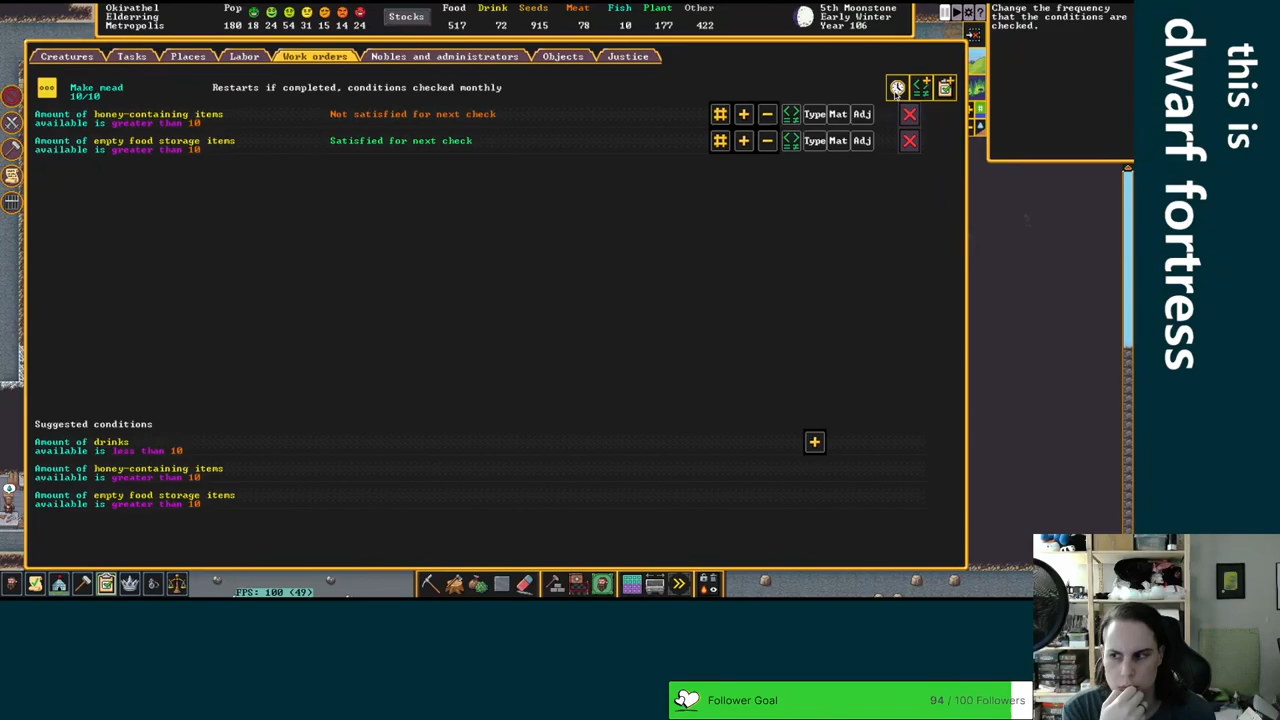 Okirathel
Elderring
Metropolis
Pop
180 18 24 54 31 15 14 24
Stocks
Food Drink Seeds Meat Fish Plant Other
517 72 915 78 10 177 422
5th Moonstone
Early Winter
Year 106
Change the frequency
that the conditions are
checked.
Creatures Tasks Places Labor Work orders Nobles and administrators Objects Justice
Make mead
10/10
Restarts if completed, conditions checked monthly
Amount of honey-containing items
available is greater than 10
Not satisfied for next check
Type Mat Adj
Amount of empty food storage items
available is greater than 10
Satisfied for next check
Type Mat Adj
Suggested conditions
Amount of drinks
available is less than 10
Amount of honey-containing items
available is greater than 10
Amount of empty food storage items
available is greater than 10
FPS: 100 (49)
this is
dwarf fortress
Follower Goal
94 / 100 Followers